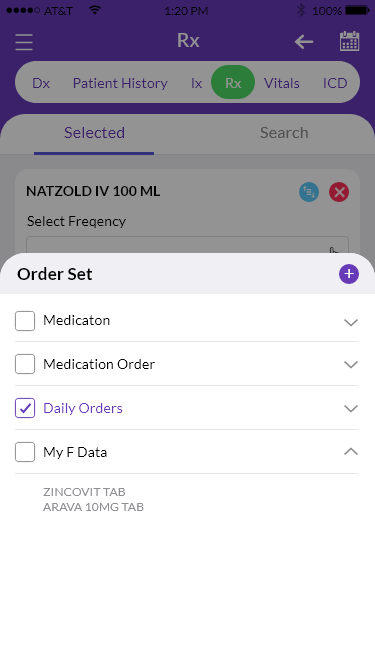 AT&T 1:20 PM 100%
Rx
Dx Patient History Ix Rx Vitals ICD
Selected Search
NATZOLD IV 100 ML
Select Freqency
Order Set
Medicaton
Medication Order
Daily Orders
My F Data
ZINCOVIT TAB
ARAVA 10MG TAB